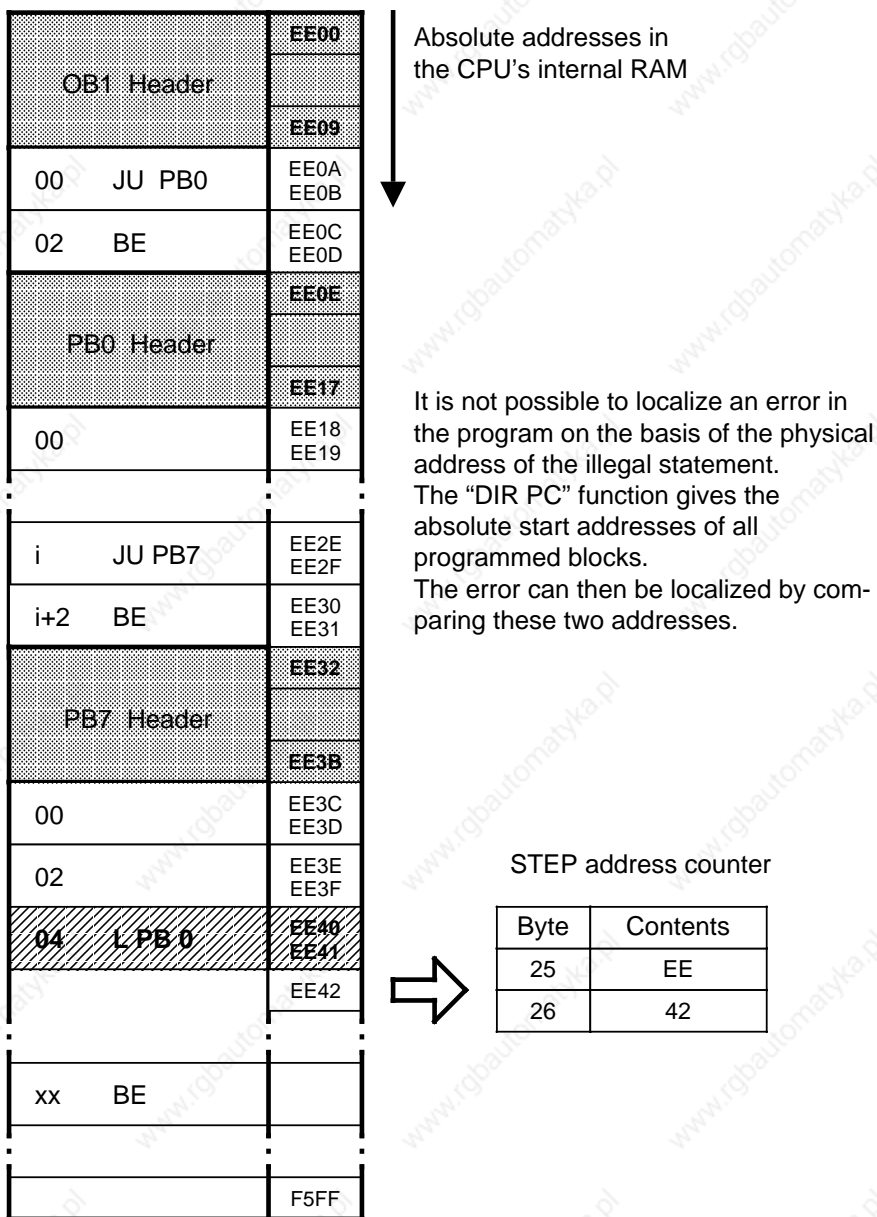 EE00
OB1 Header
EE09
00 JU PB0 EE0A
EE0B
02 BE EE0C
EE0D
EE0E
PB0 Header
EE17
00 EE18
EE19
i JU PB7 EE2E
EE2F
i+2 BE EE30
EE31
EE32
PB7 Header
EE3B
00 EE3C
EE3D
02 EE3E
EE3F
04 L PB 0 EE40
EE41
EE42
xx BE
F5FF
Absolute addresses in
the CPU's internal RAM
It is not possible to localize an error in
the program on the basis of the physical
address of the illegal statement.
The “DIR PC” function gives the
absolute start addresses of all
programmed blocks.
The error can then be localized by com-
paring these two addresses.
STEP address counter
Byte Contents
25 EE
26 42
www.rgbautomatyka.pl